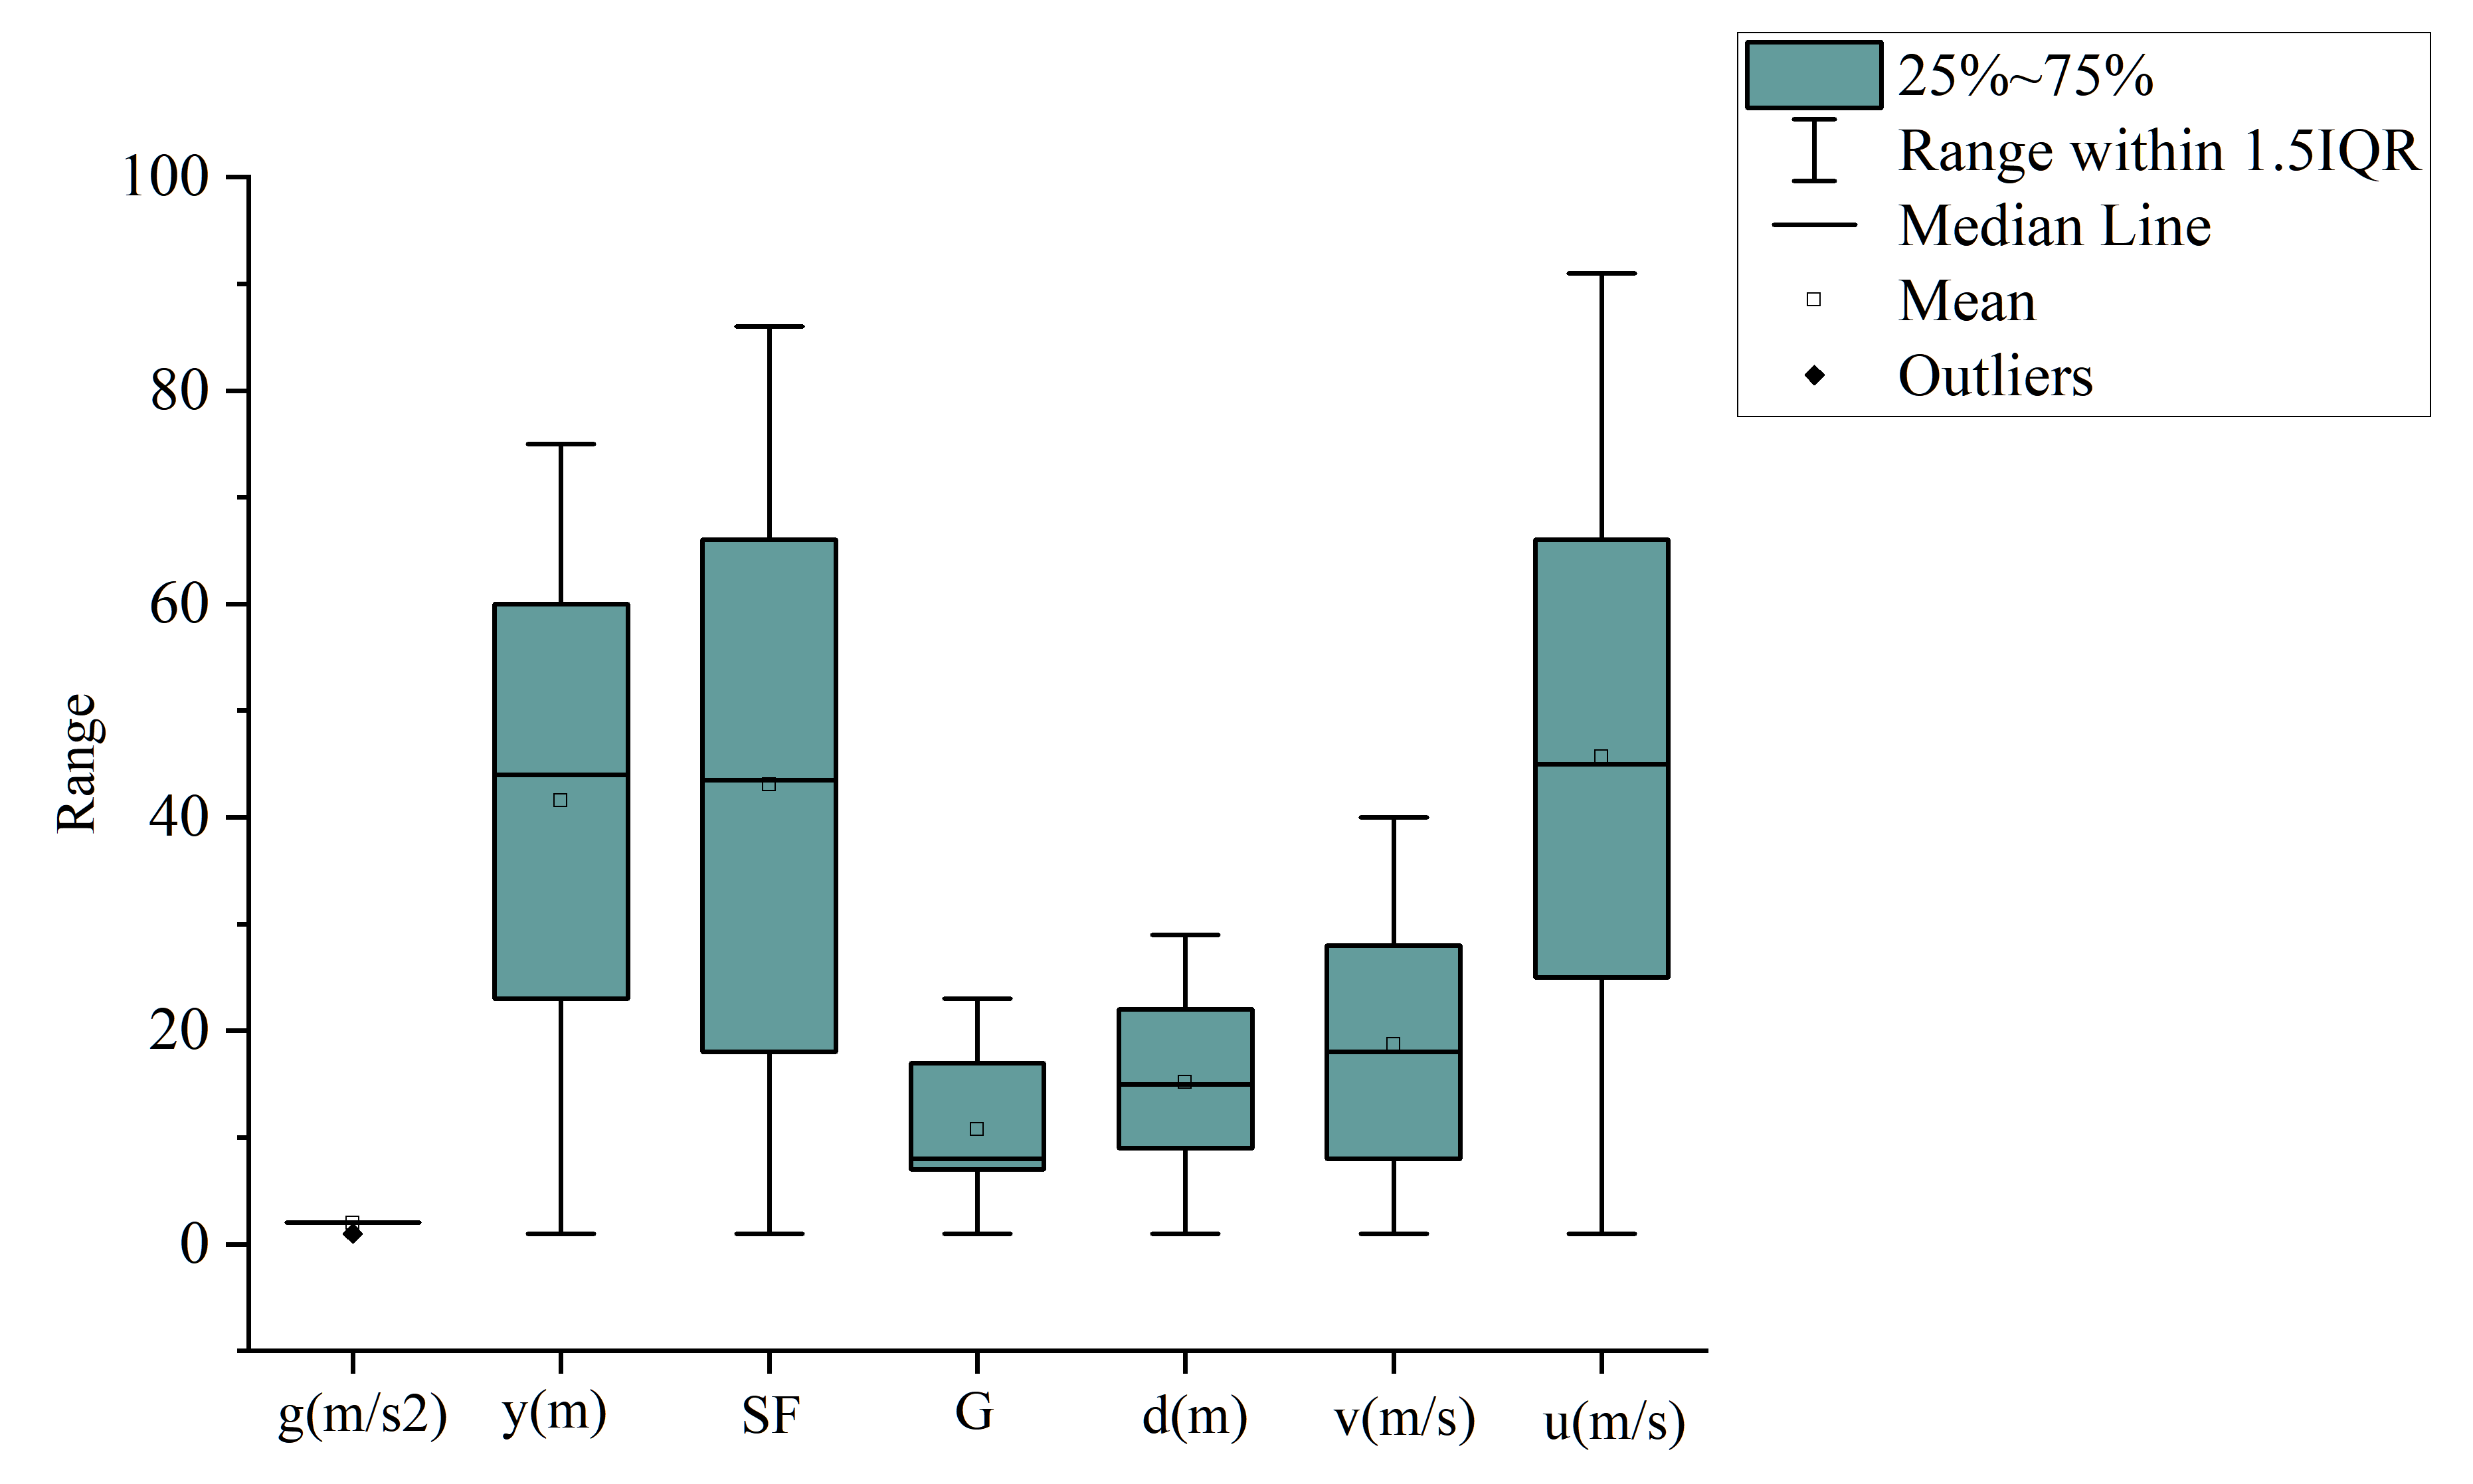 25%~75%
Range within 1.5IQR
Median Line
Mean
Outliers
100
80
60
40
20
0
Range
g(m/s2) y(m) SF G d(m) v(m/s) u(m/s)